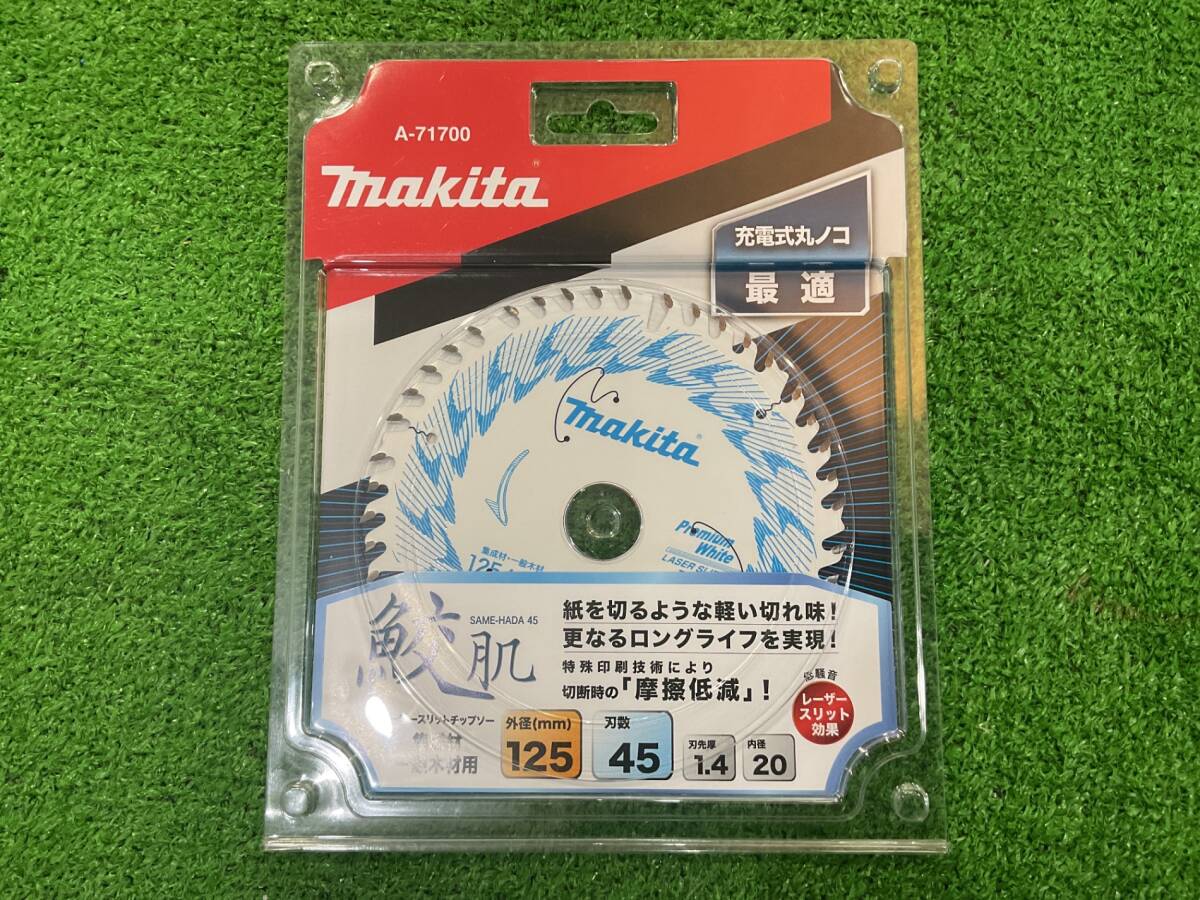 A-71700
makita®
充電式丸ノコ
最適
makita®
Premium
White
集成材・一般木材
SAME-HADA 45
鮫肌
紙を切るような軽い切れ味!
更なるロングライフを実現!
特殊印刷技術により
切断時の「摩擦低減」!
低騒音
レーザー
スリット
効果
ースリットチップソー
木材用
外径(mm)
125
刃数
45
刃先厚
1.4
内径
20